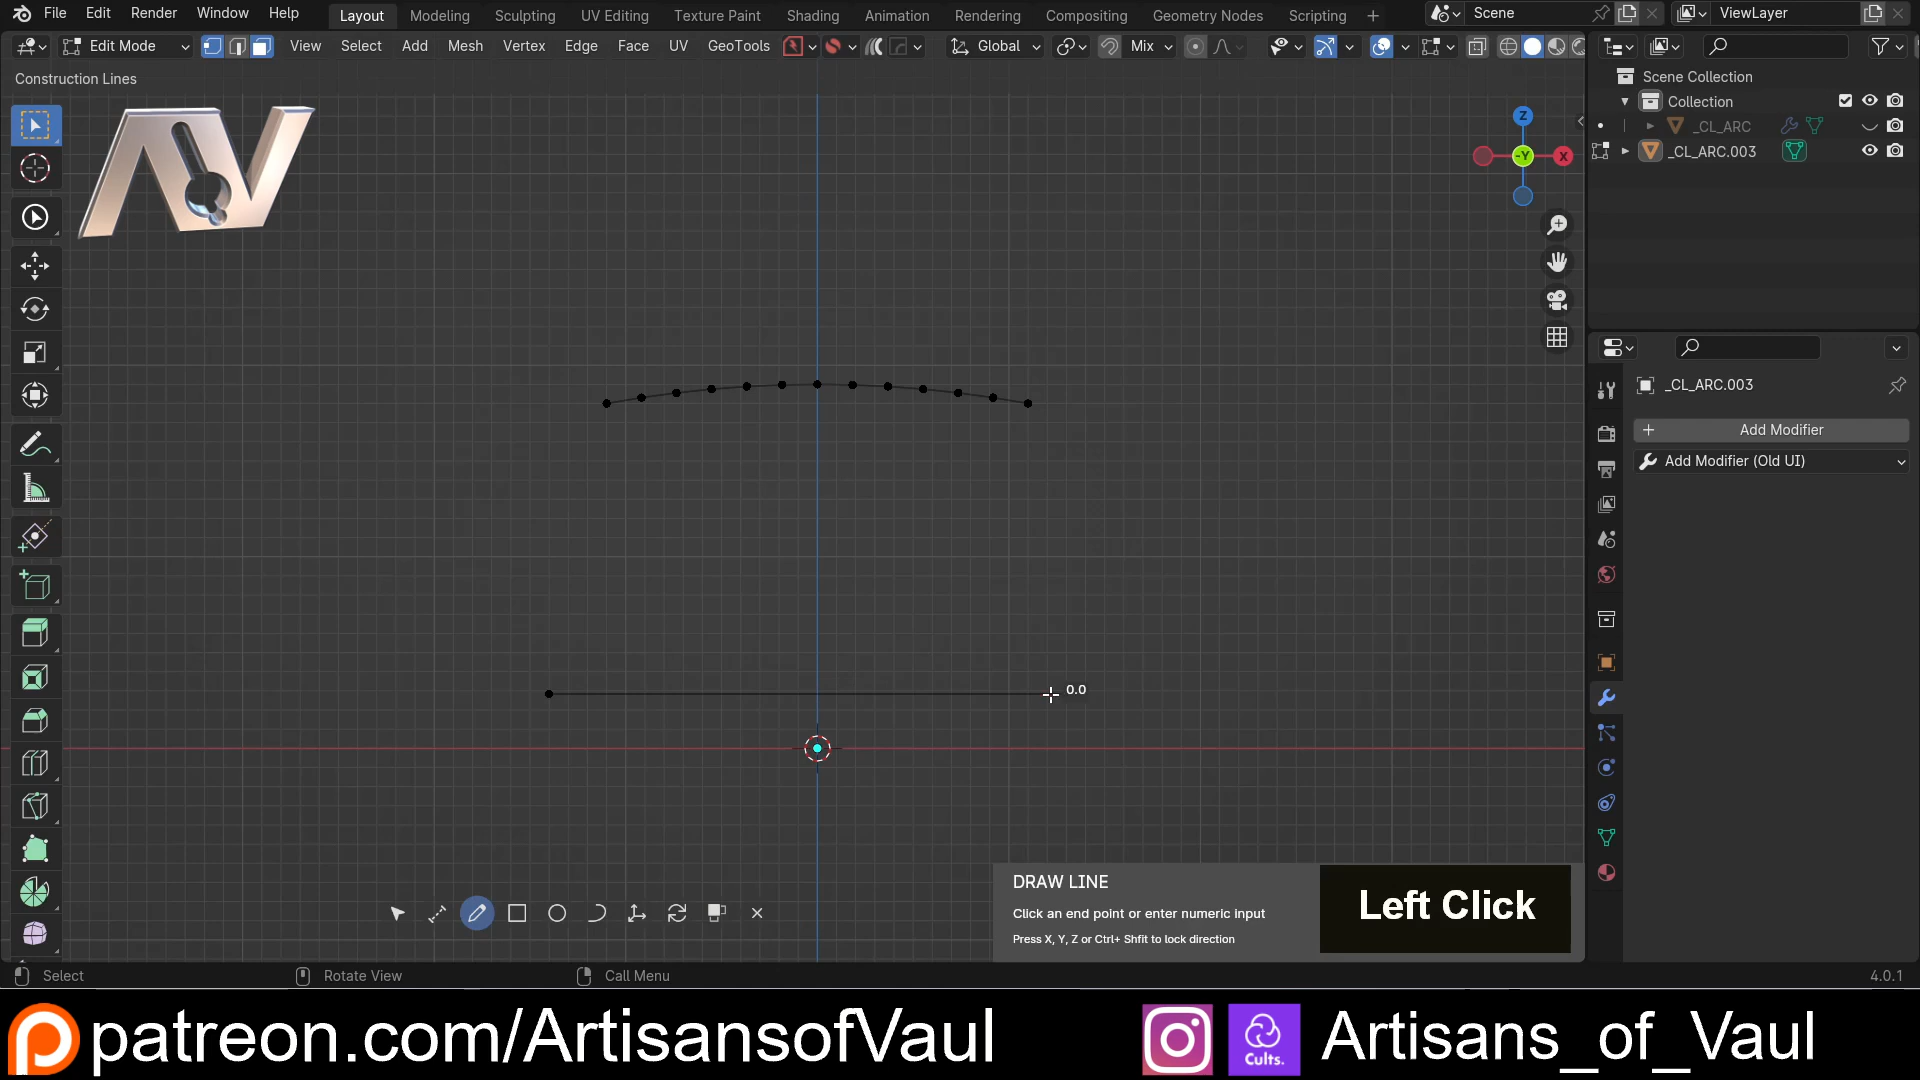 File Edit Render Window Help Layout Modeling Sculpting UV Editing Texture Paint Shading Animation Rendering Compositing Geometry Nodes Scripting + Scene ViewLayer
Edit Mode View Select Add Mesh Vertex Edge Face UV GeoTools Global Mix
Construction Lines
Scene Collection
Collection
_CL_ARC
_CL_ARC.003
Z
-Y
X
_CL_ARC.003
Add Modifier
Add Modifier (Old UI)
0.0
DRAW LINE
Click an end point or enter numeric input
Press X, Y, Z or Ctrl+ Shfit to lock direction
Left Click
Select Rotate View Call Menu 4.0.1
patreon.com/ArtisansofVaul
Cults.
Artisans_of_Vaul